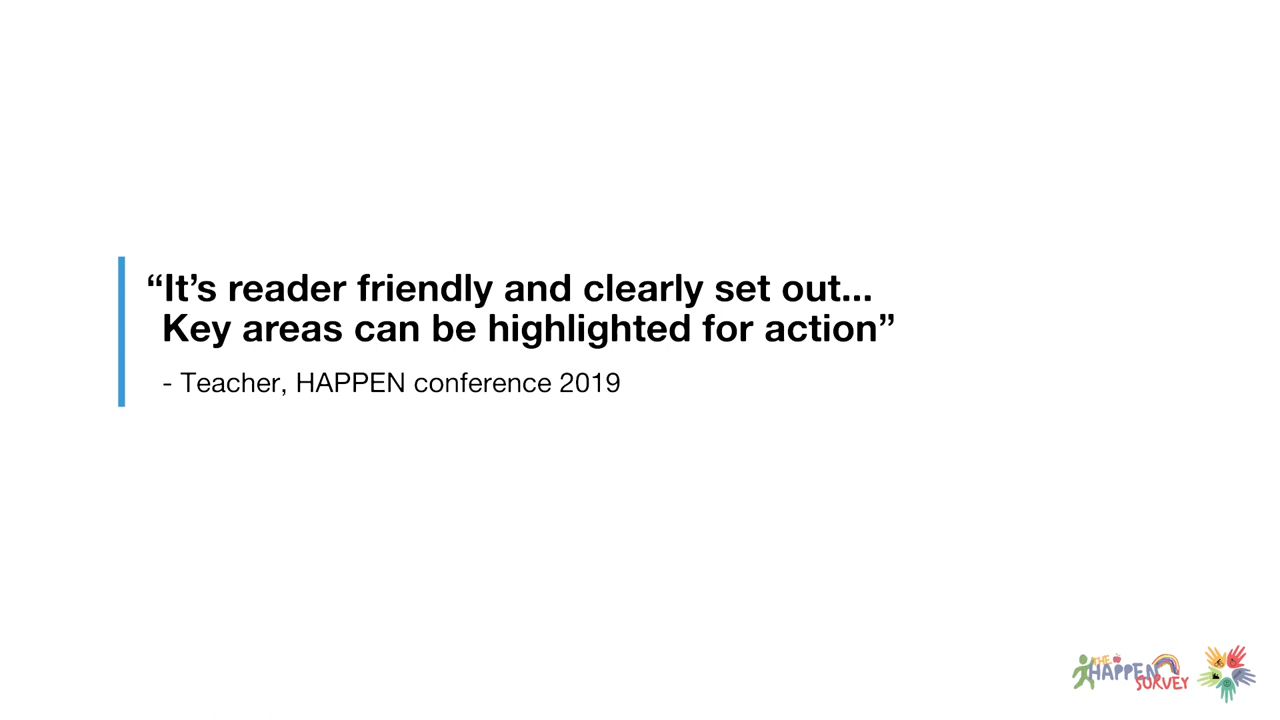 “It’s reader friendly and clearly set out...
Key areas can be highlighted for action”
- Teacher, HAPPEN conference 2019
THE
HAPPEN
SURVEY